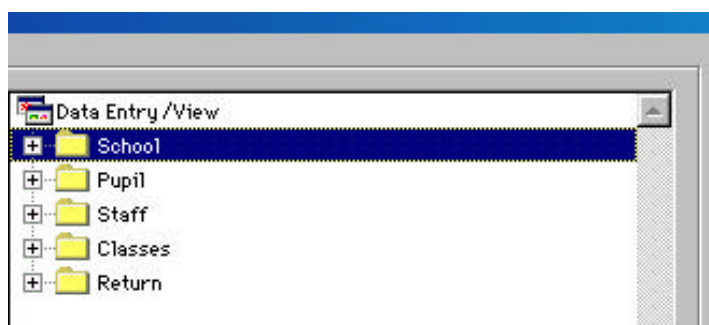 Data Entry /View
School
Pupil
Staff
Classes
Return